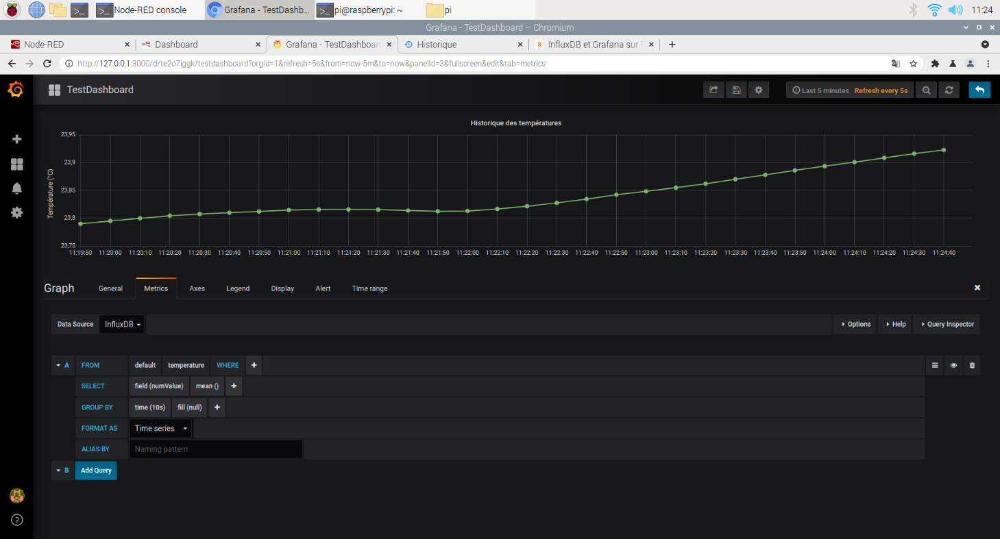 Node-RED console Grafana - TestDashb... pi@raspberrypi: ~ pi 11:24
Grafana - TestDashboard – Chromium
Node-RED Dashboard Grafana - TestDashboard Historique InfluxDB et Grafana sur
http://127.0.0.1:3000/d/te2o7iggk/testdashboard?orgId=1&refresh=5s&from=now-5m&to=now&panelId=3&fullscreen&edit&tab=metrics
TestDashboard Last 5 minutes Refresh every 5s
Historique des températures
23,95
23,9
23,85
23,8
23,75
Température (°C)
11:19:50 11:20:00 11:20:10 11:20:20 11:20:30 11:20:40 11:20:50 11:21:00 11:21:10 11:21:20 11:21:30 11:21:40 11:21:50 11:22:00 11:22:10 11:22:20 11:22:30 11:22:40 11:22:50 11:23:00 11:23:10 11:23:20 11:23:30 11:23:40 11:23:50 11:24:00 11:24:10 11:24:20 11:24:30 11:24:40
Graph General Metrics Axes Legend Display Alert Time range
Data Source InfluxDB Options Help Query Inspector
A FROM default temperature WHERE +
SELECT field (numValue) mean () +
GROUP BY time (10s) fill (null) +
FORMAT AS Time series
ALIAS BY Naming pattern
B Add Query